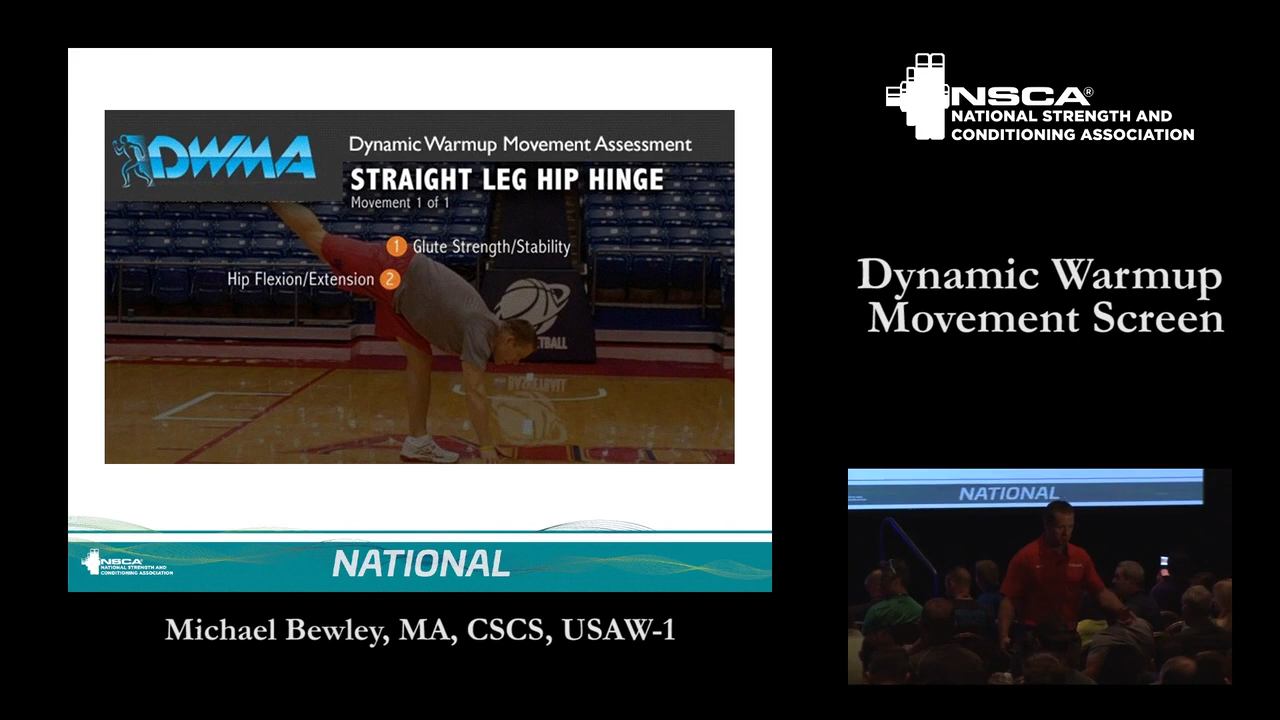 DWMA
Dynamic Warmup Movement Assessment
STRAIGHT LEG HIP HINGE
Movement 1 of 1
1 Glute Strength/Stability
Hip Flexion/Extension 2
NSCA
NATIONAL STRENGTH AND
CONDITIONING ASSOCIATION
NATIONAL
Michael Bewley, MA, CSCS, USAW-1
NSCA®
NATIONAL STRENGTH AND
CONDITIONING ASSOCIATION
Dynamic Warmup
Movement Screen
NATIONAL